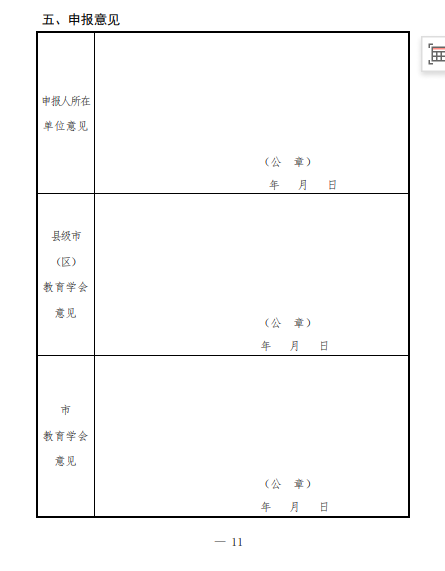 五、申报意见
申报人所在
单位意见
（公　章）
年　月　日
县级市
（区）
教育学会
意见
（公　章）
年　月　日
市
教育学会
意见
（公　章）
年　月　日
— 11